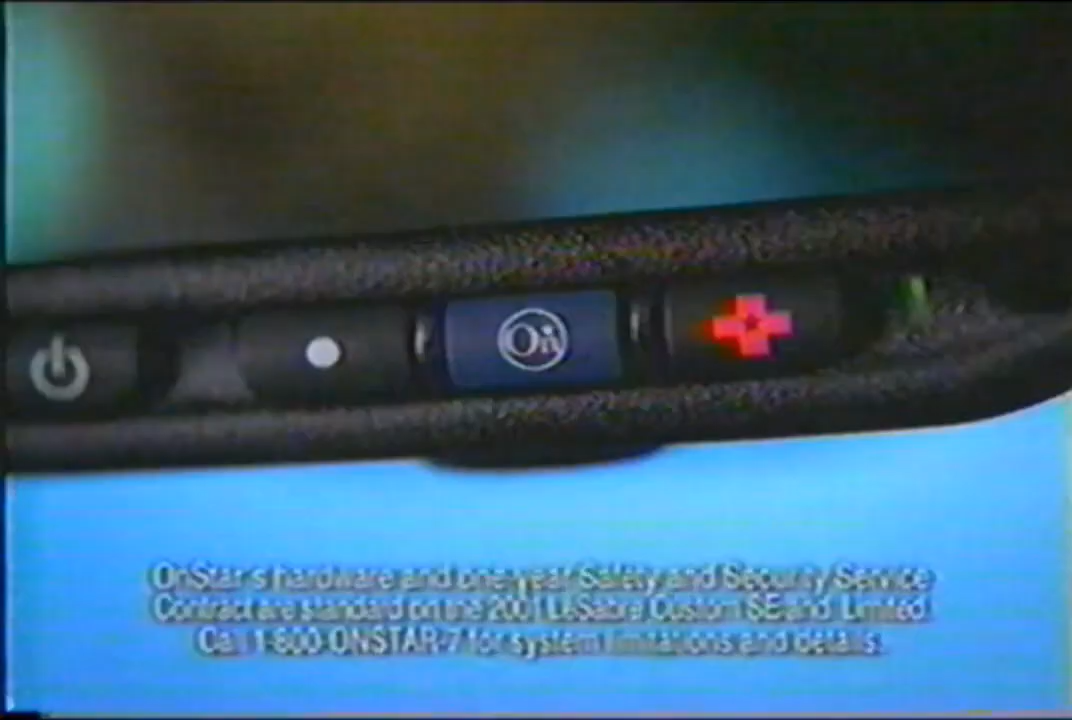 On
OnStar's hardware and one year Safety and Security Service
Contract are standard on the 2001 LeSabre Custom SE and Limited.
Call 1-800-ONSTAR-7 for system limitations and details.